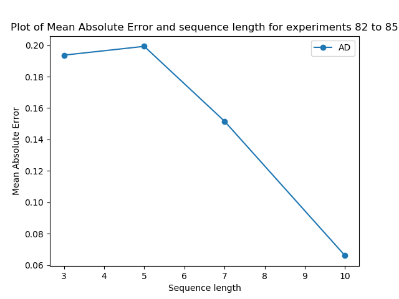 Plot of Mean Absolute Error and sequence length for experiments 82 to 85
AD
0.20
0.18
0.16
0.14
0.12
0.10
0.08
0.06
Mean Absolute Error
3 4 5 6 7 8 9 10
Sequence length